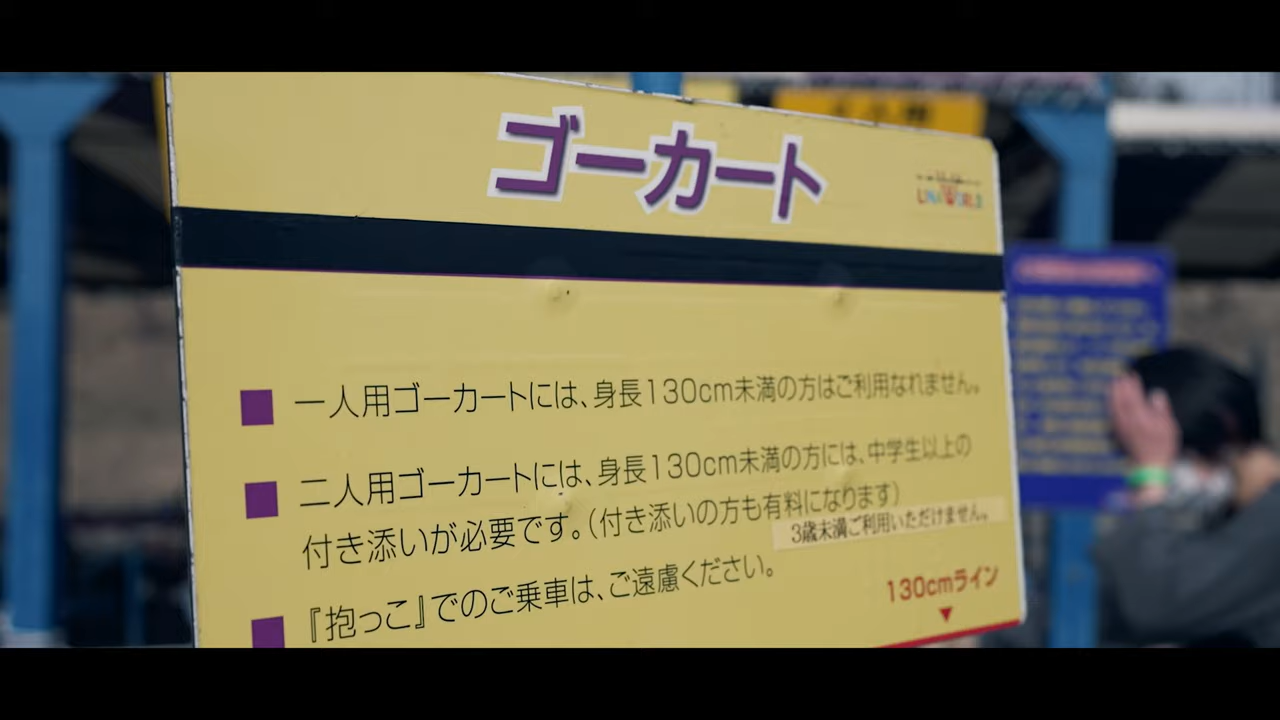 ゴーカート
■ 一人用ゴーカートには、身長130cm未満の方はご利用なれません。
■ 二人用ゴーカートには、身長130cm未満の方には、中学生以上の
付き添いが必要です。（付き添いの方も有料になります）
3歳未満ご利用いただけません。
■ 『抱っこ』でのご乗車は、ご遠慮ください。
130cmライン